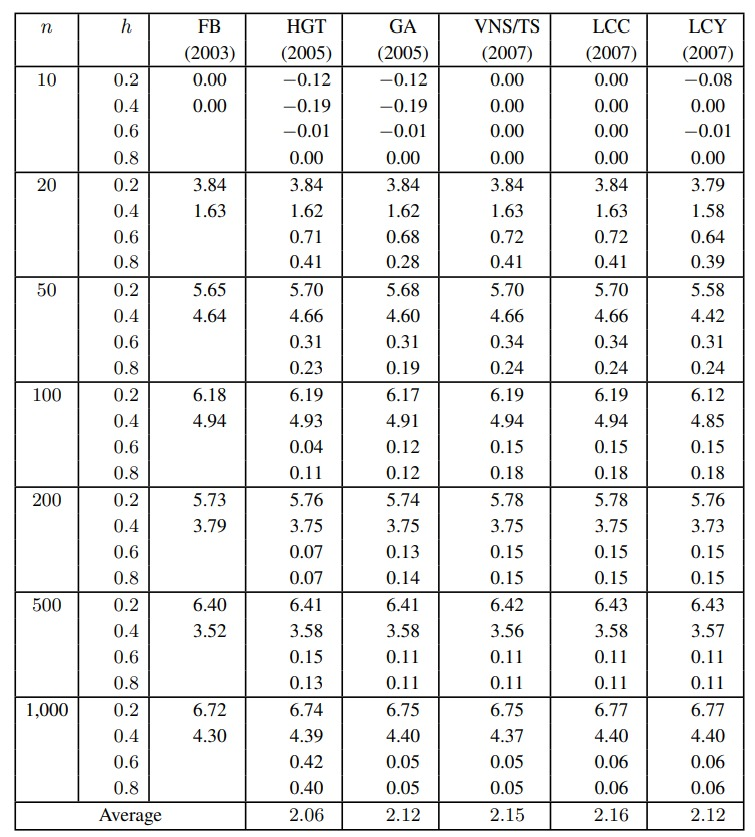 n h FB HGT GA VNS/TS LCC LCY
(2003) (2005) (2005) (2007) (2007) (2007)
10 0.2 0.00 −0.12 −0.12 0.00 0.00 −0.08
0.4 0.00 −0.19 −0.19 0.00 0.00 0.00
0.6 −0.01 −0.01 0.00 0.00 −0.01
0.8 0.00 0.00 0.00 0.00 0.00
20 0.2 3.84 3.84 3.84 3.84 3.84 3.79
0.4 1.63 1.62 1.62 1.63 1.63 1.58
0.6 0.71 0.68 0.72 0.72 0.64
0.8 0.41 0.28 0.41 0.41 0.39
50 0.2 5.65 5.70 5.68 5.70 5.70 5.58
0.4 4.64 4.66 4.60 4.66 4.66 4.42
0.6 0.31 0.31 0.34 0.34 0.31
0.8 0.23 0.19 0.24 0.24 0.24
100 0.2 6.18 6.19 6.17 6.19 6.19 6.12
0.4 4.94 4.93 4.91 4.94 4.94 4.85
0.6 0.04 0.12 0.15 0.15 0.15
0.8 0.11 0.12 0.18 0.18 0.18
200 0.2 5.73 5.76 5.74 5.78 5.78 5.76
0.4 3.79 3.75 3.75 3.75 3.75 3.73
0.6 0.07 0.13 0.15 0.15 0.15
0.8 0.07 0.14 0.15 0.15 0.15
500 0.2 6.40 6.41 6.41 6.42 6.43 6.43
0.4 3.52 3.58 3.58 3.56 3.58 3.57
0.6 0.15 0.11 0.11 0.11 0.11
0.8 0.13 0.11 0.11 0.11 0.11
1,000 0.2 6.72 6.74 6.75 6.75 6.77 6.77
0.4 4.30 4.39 4.40 4.37 4.40 4.40
0.6 0.42 0.05 0.05 0.06 0.06
0.8 0.40 0.05 0.05 0.06 0.06
Average 2.06 2.12 2.15 2.16 2.12